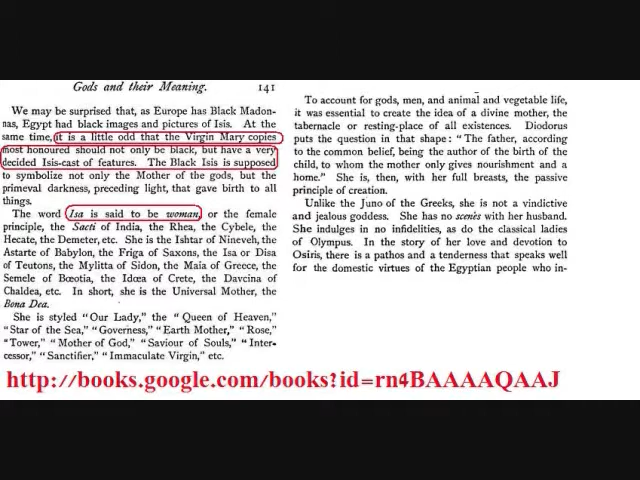 Gods and their Meaning. 141
We may be surprised that, as Europe has Black Madon-
nas, Egypt had black images and pictures of Isis. At the
same time, it is a little odd that the Virgin Mary copies
most honoured should not only be black, but have a very
decided Isis-cast of features. The Black Isis is supposed
to symbolize not only the Mother of the gods, but the
primeval darkness, preceding light, that gave birth to all
things.
The word Isa is said to be woman, or the female
principle, the Sacti of India, the Rhea, the Cybele, the
Hecate, the Demeter, etc. She is the Ishtar of Nineveh, the
Astarte of Babylon, the Friga of Saxons, the Isa or Disa
of Teutons, the Mylitta of Sidon, the Maia of Greece, the
Semele of Bœotia, the Idœa of Crete, the Davcina of
Chaldea, etc. In short, she is the Universal Mother, the
Bona Dea.
She is styled "Our Lady," the "Queen of Heaven,"
"Star of the Sea," "Governess," "Earth Mother," "Rose,"
"Tower," "Mother of God," "Saviour of Souls," "Inter-
cessor," "Sanctifier," "Immaculate Virgin," etc.
To account for gods, men, and animal and vegetable life,
it was essential to create the idea of a divine mother, the
tabernacle or resting-place of all existences. Diodorus
puts the question in that shape: "The father, according
to the common belief, being the author of the birth of the
child, to whom the mother only gives nourishment and a
home." She is, then, with her full breasts, the passive
principle of creation.
Unlike the Juno of the Greeks, she is not a vindictive
and jealous goddess. She has no scenès with her husband.
She indulges in no infidelities, as do the classical ladies
of Olympus. In the story of her love and devotion to
Osiris, there is a pathos and a tenderness that speaks well
for the domestic virtues of the Egyptian people who in-
http://books.google.com/books?id=rn4BAAAAQAAJ